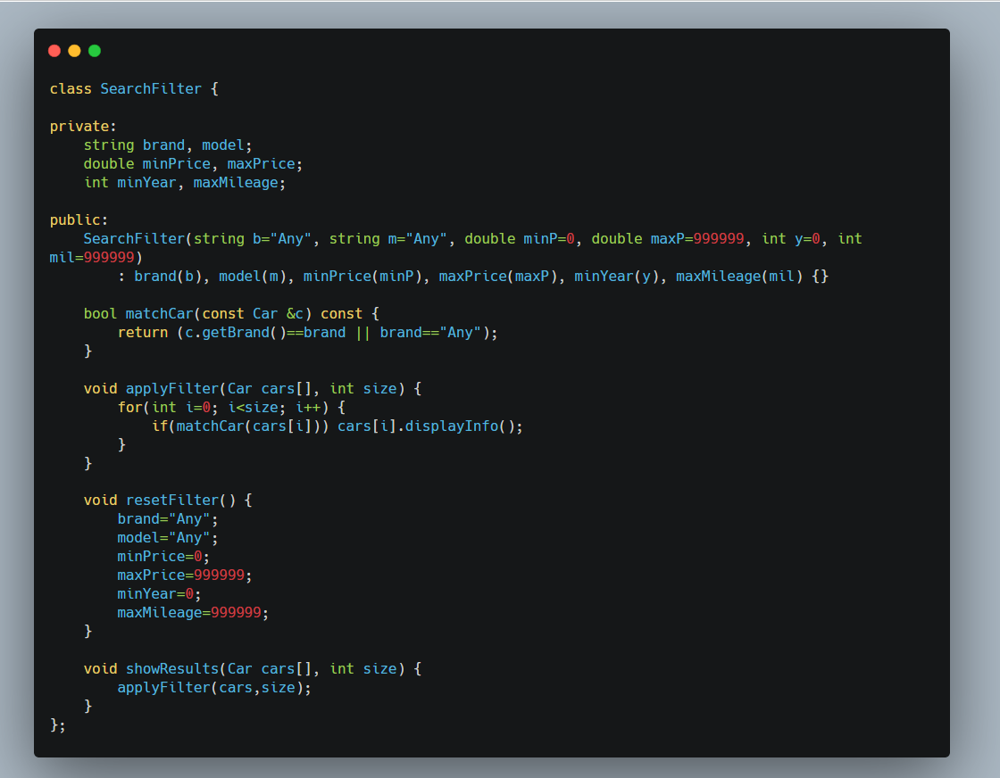 class SearchFilter {
private:
    string brand, model;
    double minPrice, maxPrice;
    int minYear, maxMileage;
public:
    SearchFilter(string b="Any", string m="Any", double minP=0, double maxP=999999, int y=0, int
mil=999999)
        : brand(b), model(m), minPrice(minP), maxPrice(maxP), minYear(y), maxMileage(mil) {}
    bool matchCar(const Car &c) const {
        return (c.getBrand()==brand || brand=="Any");
    }
    void applyFilter(Car cars[], int size) {
        for(int i=0; i<size; i++) {
            if(matchCar(cars[i])) cars[i].displayInfo();
        }
    }
    void resetFilter() {
        brand="Any";
        model="Any";
        minPrice=0;
        maxPrice=999999;
        minYear=0;
        maxMileage=999999;
    }
    void showResults(Car cars[], int size) {
        applyFilter(cars,size);
    }
};